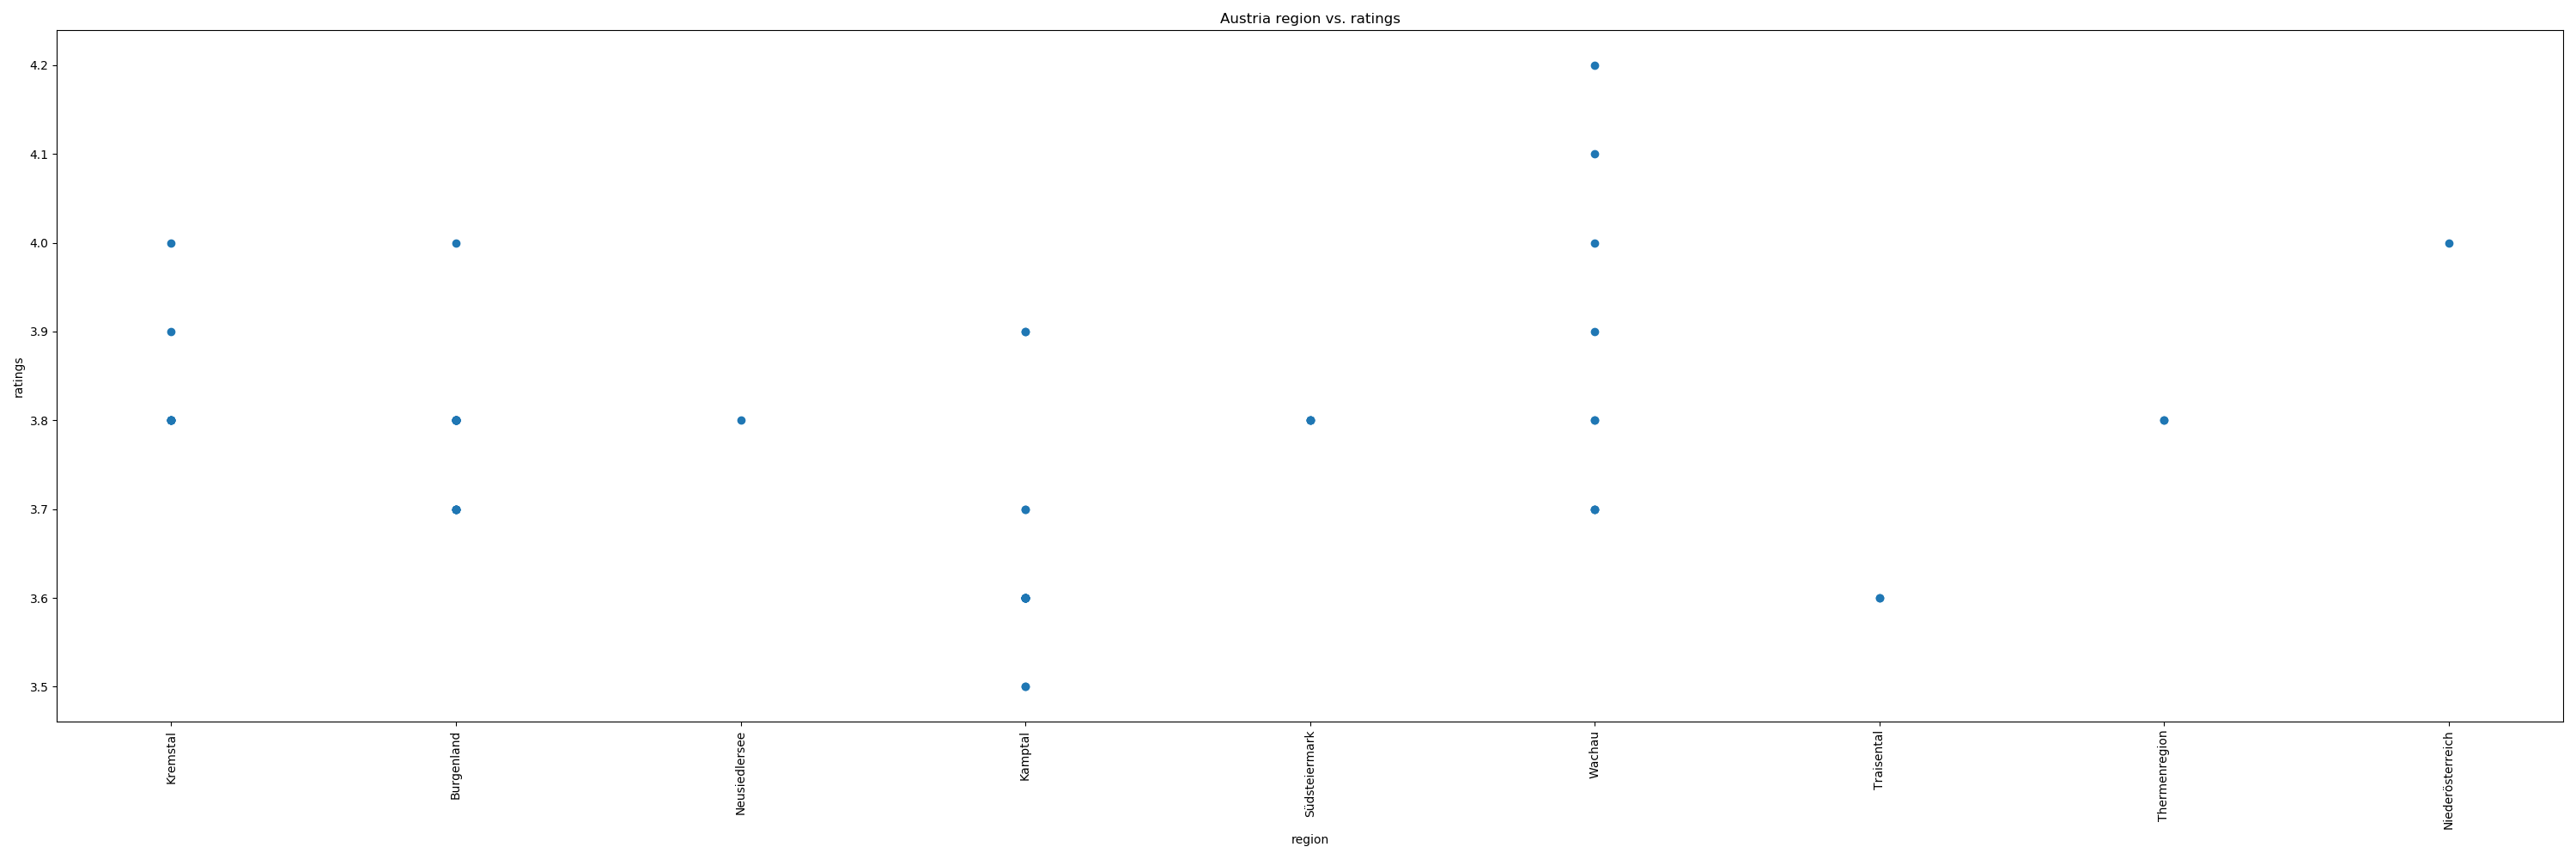 Austria region vs. ratings
4.2
4.1
4.0
3.9
3.8
3.7
3.6
3.5
ratings
Kremstal
Burgenland
Neusiedlersee
Kamptal
Südsteiermark
Wachau
Traisental
Thermenregion
Niederösterreich
region